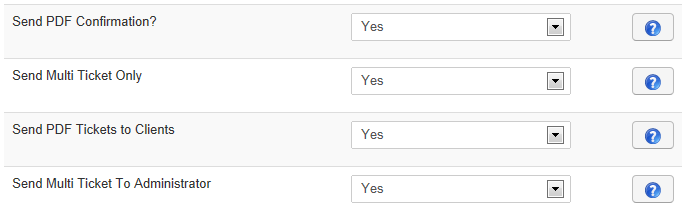 Send PDF Confirmation? Yes ?
Send Multi Ticket Only Yes ?
Send PDF Tickets to Clients Yes ?
Send Multi Ticket To Administrator Yes ?